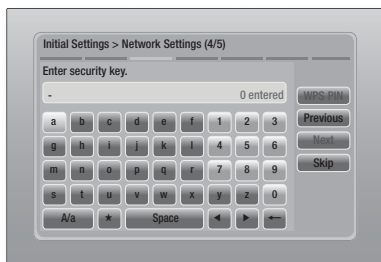 Initial Settings > Network Settings (4/5)
Enter security key.
- 0 entered
WPS PIN
a b c d e f 1 2 3 Previous
g h i j k l 4 5 6 Next
m n o p q r 7 8 9 Skip
s t u v w x y z 0
A/a ★ Space ◀ ▶ ←